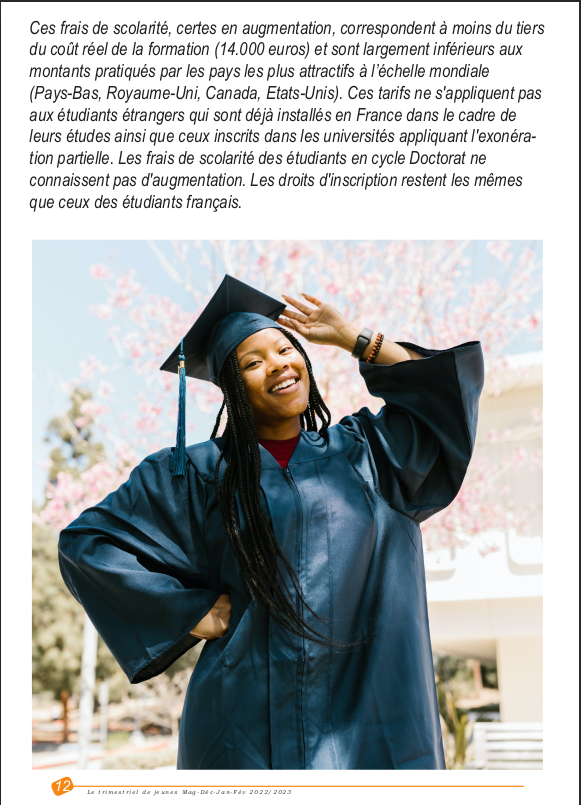 Ces frais de scolarité, certes en augmentation, correspondent à moins du tiers
du coût réel de la formation (14.000 euros) et sont largement inférieurs aux
montants pratiqués par les pays les plus attractifs à l'échelle mondiale
(Pays-Bas, Royaume-Uni, Canada, Etats-Unis). Ces tarifs ne s'appliquent pas
aux étudiants étrangers qui sont déjà installés en France dans le cadre de
leurs études ainsi que ceux inscrits dans les universités appliquant l'exonéra-
tion partielle. Les frais de scolarité des étudiants en cycle Doctorat ne
connaissent pas d'augmentation. Les droits d'inscription restent les mêmes
que ceux des étudiants français.
12
Le trimestriel de jeunes Mag-Déc-Jan-Fév 2022/2023